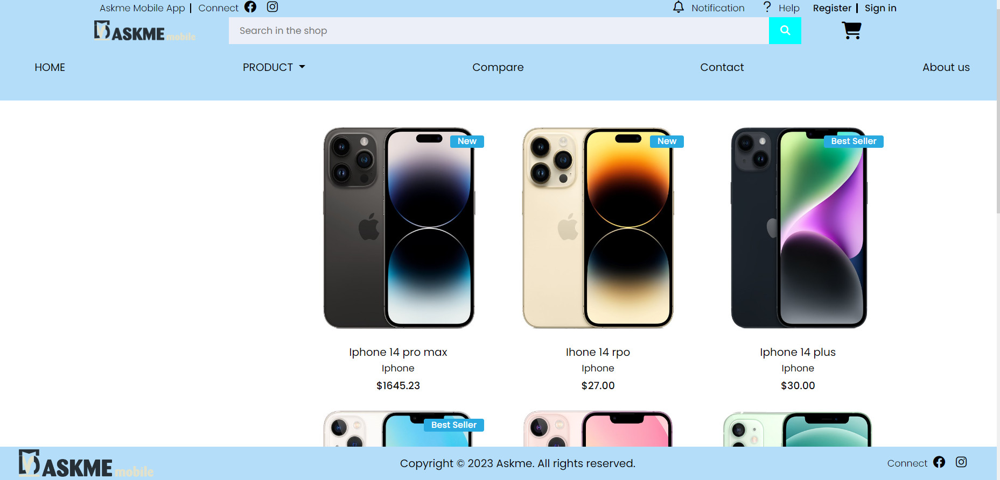 Askme Mobile App | Connect
Notification ? Help Register | Sign in
ASKME mobile
Search in the shop
HOME
PRODUCT
Compare
Contact
About us
New
New
Best Seller
Iphone 14 pro max
Iphone
$1645.23
Ihone 14 rpo
Iphone
$27.00
Iphone 14 plus
Iphone
$30.00
Best Seller
ASKME mobile
Copyright © 2023 Askme. All rights reserved.
Connect